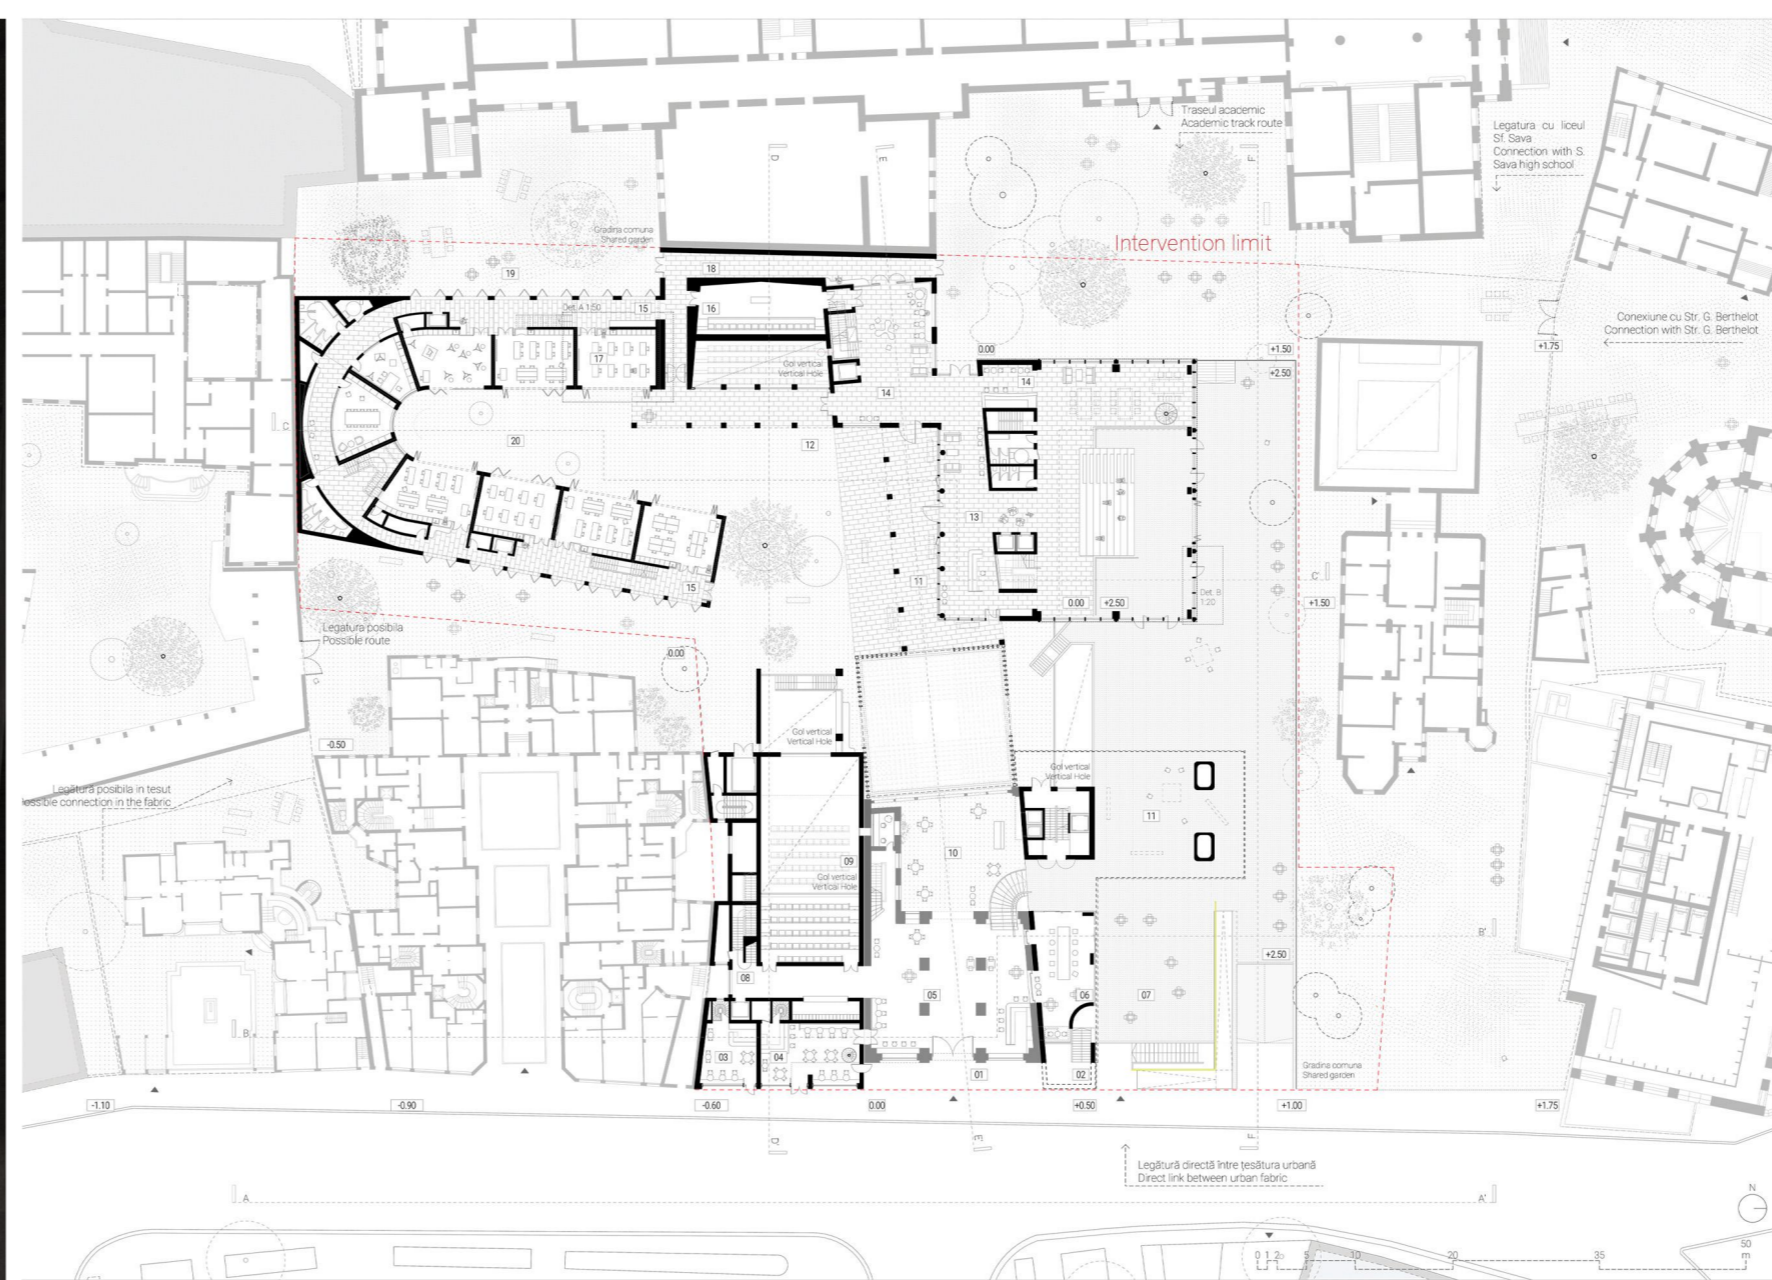 Traseul academic
Academic track route
Legatura cu liceul
Sf. Sava
Connection with S.
Sava high school
D
E
F
Gradina comuna
Shared garden
Intervention limit
19
18
Det. A 1:50
15
16
17
Conexiune cu Str. G. Berthelot
Connection with Str. G. Berthelot
0.00
+1.50
+1.75
+2.50
Gol vertical
Vertical Hole
14
14
C
20
12
13
11
15
C'
Det. B
1:20
0.00
+2.50
+1.50
Legatura posibila
Possible route
0.00
-0.50
Gol vertical
Vertical Hole
Gol vertical
Vertical Hole
Legătură posibila in tesut
ossible connection in the fabric
11
10
09
Gol vertical
Vertical Hole
B'
+2.50
08
05
06
07
B
03
04
01
02
Gradina comuna
Shared garden
-1.10
-0.90
-0.60
0.00
+0.50
+1.00
+1.75
D'
E'
F'
Legătură directă între țesătura urbană
Direct link between urban fabric
A
A'
N
0 1 2 5 10 20 35 50
m